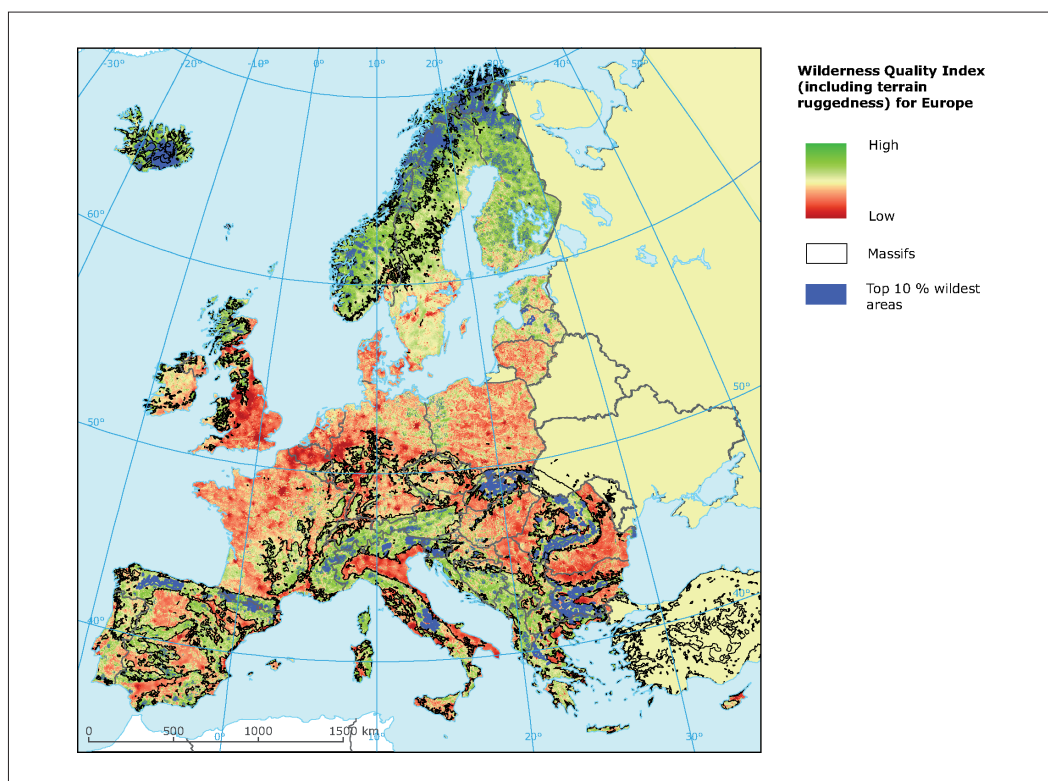 -30°
-20°
-10°
0°
10°
20°
30°
40°
50°
60°
50°
50°
40°
40°
0
500
1000
1500 km
0°
10°
20°
30°
Wilderness Quality Index
(including terrain
ruggedness) for Europe
High
Low
Massifs
Top 10 % wildest
areas